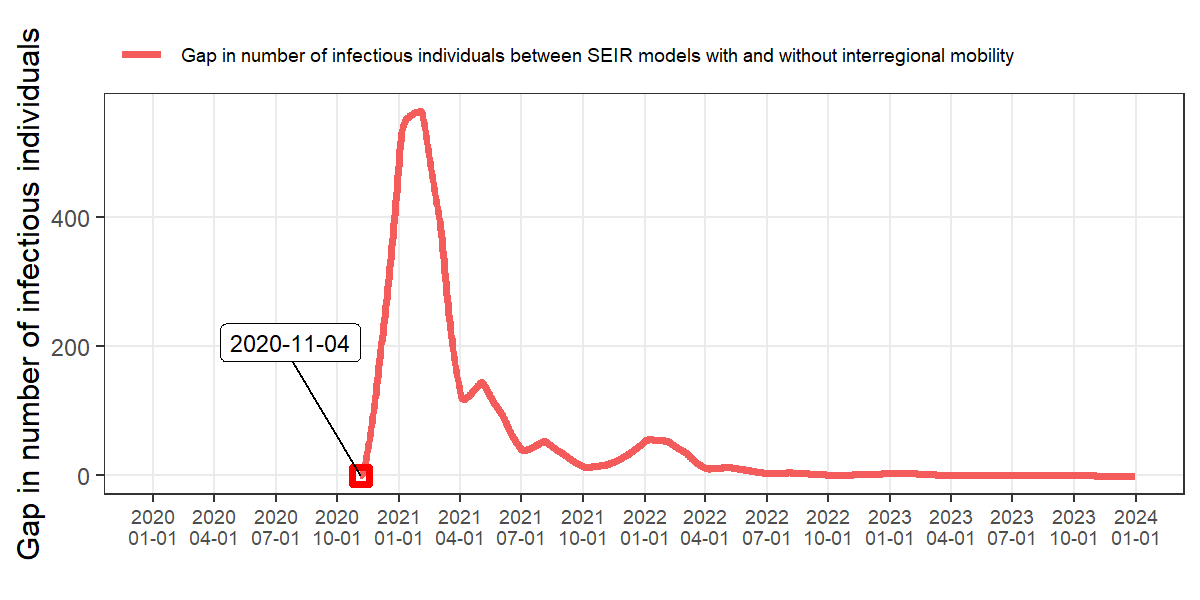 Gap in number of infectious individuals between SEIR models with and without interregional mobility
Gap in number of infectious individuals
400
200
0
2020-11-04
2020 2020 2020 2020 2021 2021 2021 2021 2022 2022 2022 2022 2023 2023 2023 2023 2024
01-01 04-01 07-01 10-01 01-01 04-01 07-01 10-01 01-01 04-01 07-01 10-01 01-01 04-01 07-01 10-01 01-01